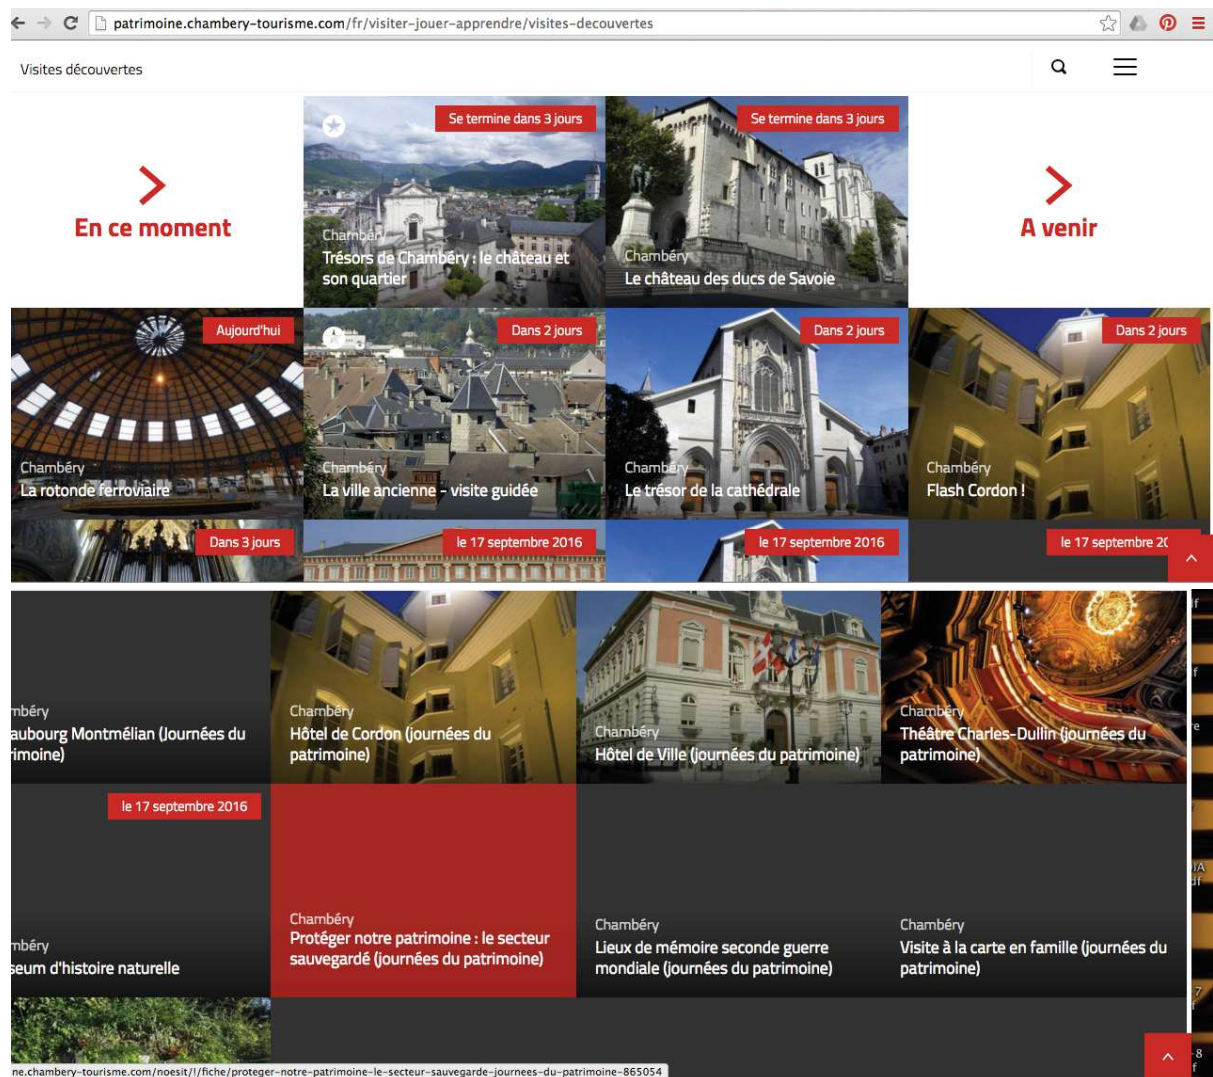 patrimoine.chambery-tourisme.com/fr/visiter-jouer-apprendre/visites-decouvertes
Visites découvertes
En ce moment
Se termine dans 3 jours
Chambéry
Trésors de Chambéry : le château et
son quartier
Se termine dans 3 jours
Chambéry
Le château des ducs de Savoie
A venir
Aujourd'hui
Chambéry
La rotonde ferroviaire
Dans 2 jours
Chambéry
La ville ancienne - visite guidée
Dans 2 jours
Chambéry
Le trésor de la cathédrale
Dans 2 jours
Chambéry
Flash Cordon !
Dans 3 jours
le 17 septembre 2016
le 17 septembre 2016
le 17 septembre 20
mbéry
aubourg Montmélian (Journées du
rimoine)
Chambéry
Hôtel de Cordon (journées du
patrimoine)
Chambéry
Hôtel de Ville (journées du patrimoine)
Chambéry
Théâtre Charles-Dullin (journées du
patrimoine)
le 17 septembre 2016
mbéry
seum d'histoire naturelle
Chambéry
Protéger notre patrimoine : le secteur
sauvegardé (journées du patrimoine)
Chambéry
Lieux de mémoire seconde guerre
mondiale (journées du patrimoine)
Chambéry
Visite à la carte en famille (journées du
patrimoine)
ne.chambery-tourisme.com/noesit/!/fiche/proteger-notre-patrimoine-le-secteur-sauvegarde-journees-du-patrimoine-865054